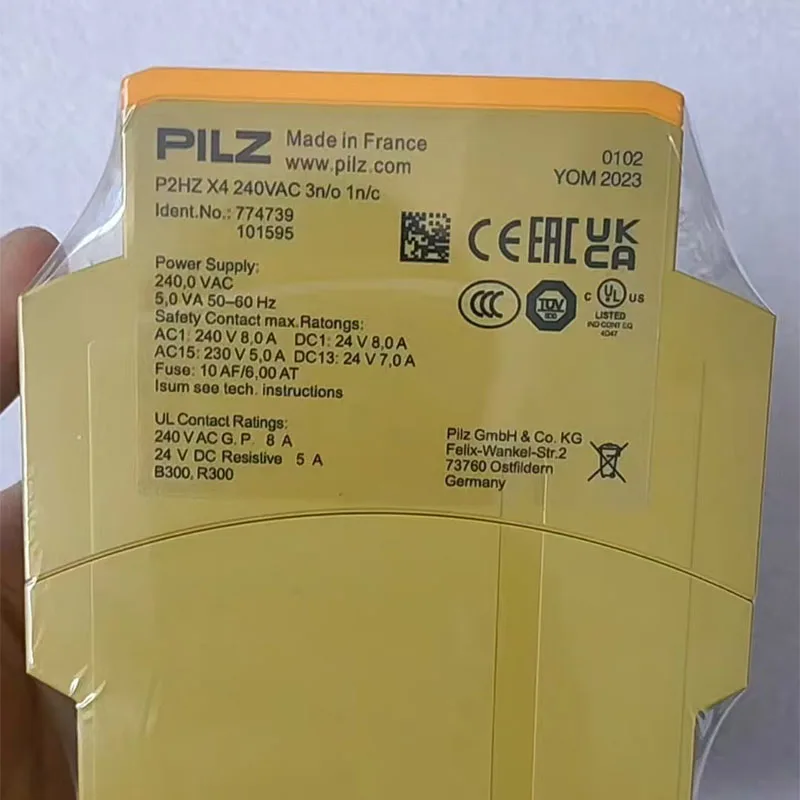 PILZ
Made in France
www.pilz.com
0102
YOM 2023
P2HZ X4 240VAC 3n/o 1n/c
Ident.No.: 774739
101595
CE EAC UK CA
CCC
TÜV
C UL US
LISTED
IND CONT EQ
4D47
Power Supply:
240,0 VAC
5,0 VA 50–60 Hz
Safety Contact max.Ratongs:
AC1: 240 V 8,0 A DC1: 24 V 8,0 A
AC15: 230 V 5,0 A DC13: 24 V 7,0 A
Fuse: 10 AF/6,00 AT
Isum see tech. instructions
UL Contact Ratings:
240 VAC G.P. 8 A
24 V DC Resistive 5 A
B300, R300
Pilz GmbH & Co. KG
Felix-Wankel-Str.2
73760 Ostfildern
Germany